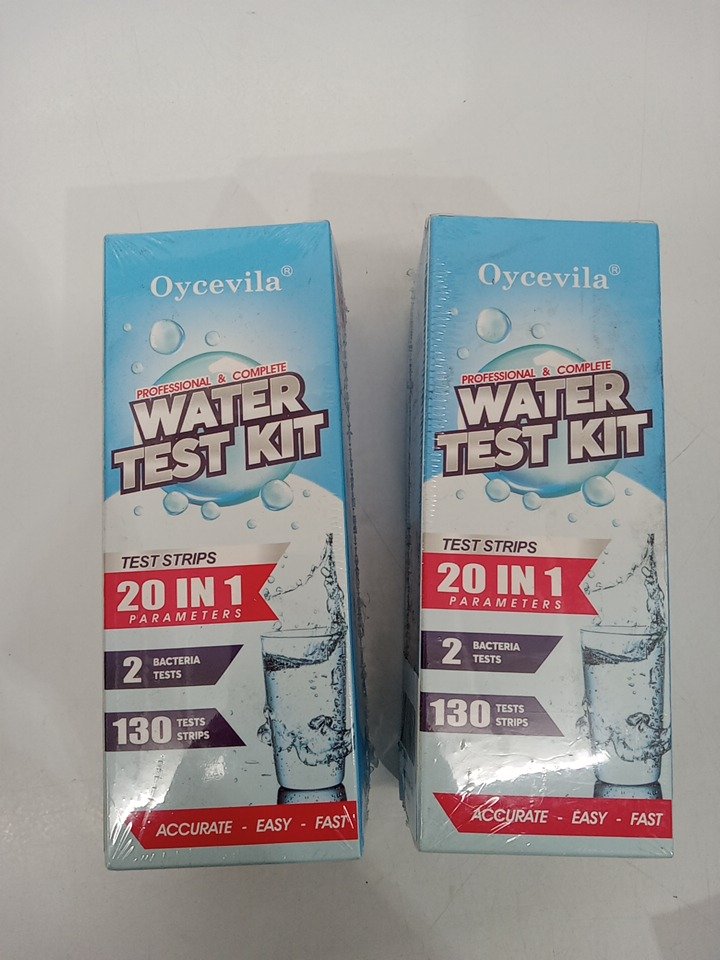 Oycevila®
PROFESSIONAL & COMPLETE
WATER
TEST KIT
TEST STRIPS
20 IN 1
PARAMETERS
2 BACTERIA
TESTS
130 TESTS
STRIPS
ACCURATE - EASY - FAST
Oycevila®
PROFESSIONAL & COMPLETE
WATER
TEST KIT
TEST STRIPS
20 IN 1
PARAMETERS
2 BACTERIA
TESTS
130 TESTS
STRIPS
ACCURATE - EASY - FAST